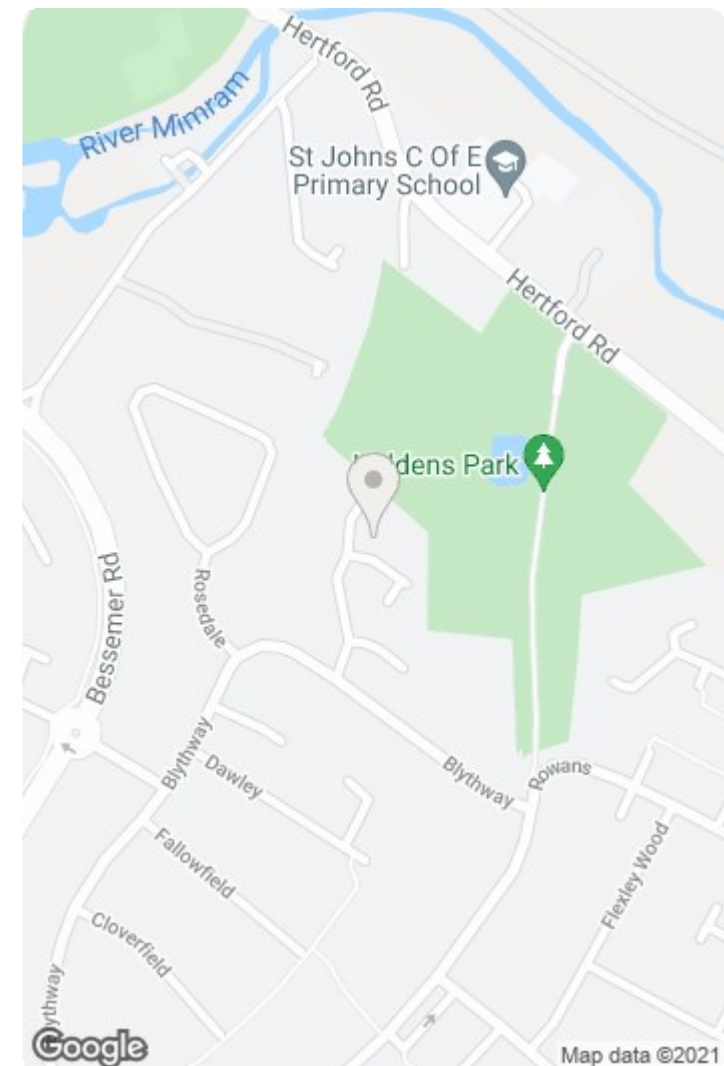 Hertford Rd
River Mimram
St Johns C Of E
Primary School
Hertford Rd
Park
Bessemer Rd
Rosedale
Blythway
Dawley
Blythway
Rowans
Fallowfield
Flexley Wood
Cloverfield
Google
Map data ©2021